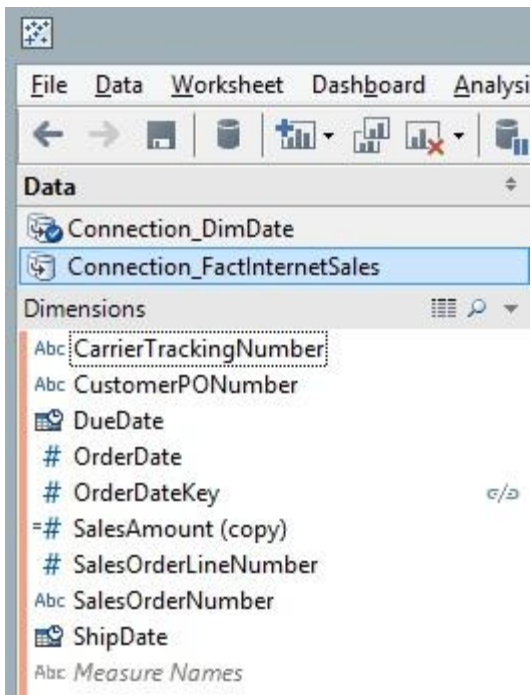 File Data Worksheet Dashboard Analysi
Data
Connection_DimDate
Connection_FactInternetSales
Dimensions
Abc CarrierTrackingNumber
Abc CustomerPONumber
DueDate
# OrderDate
# OrderDateKey
=# SalesAmount (copy)
# SalesOrderLineNumber
Abc SalesOrderNumber
ShipDate
Abc Measure Names